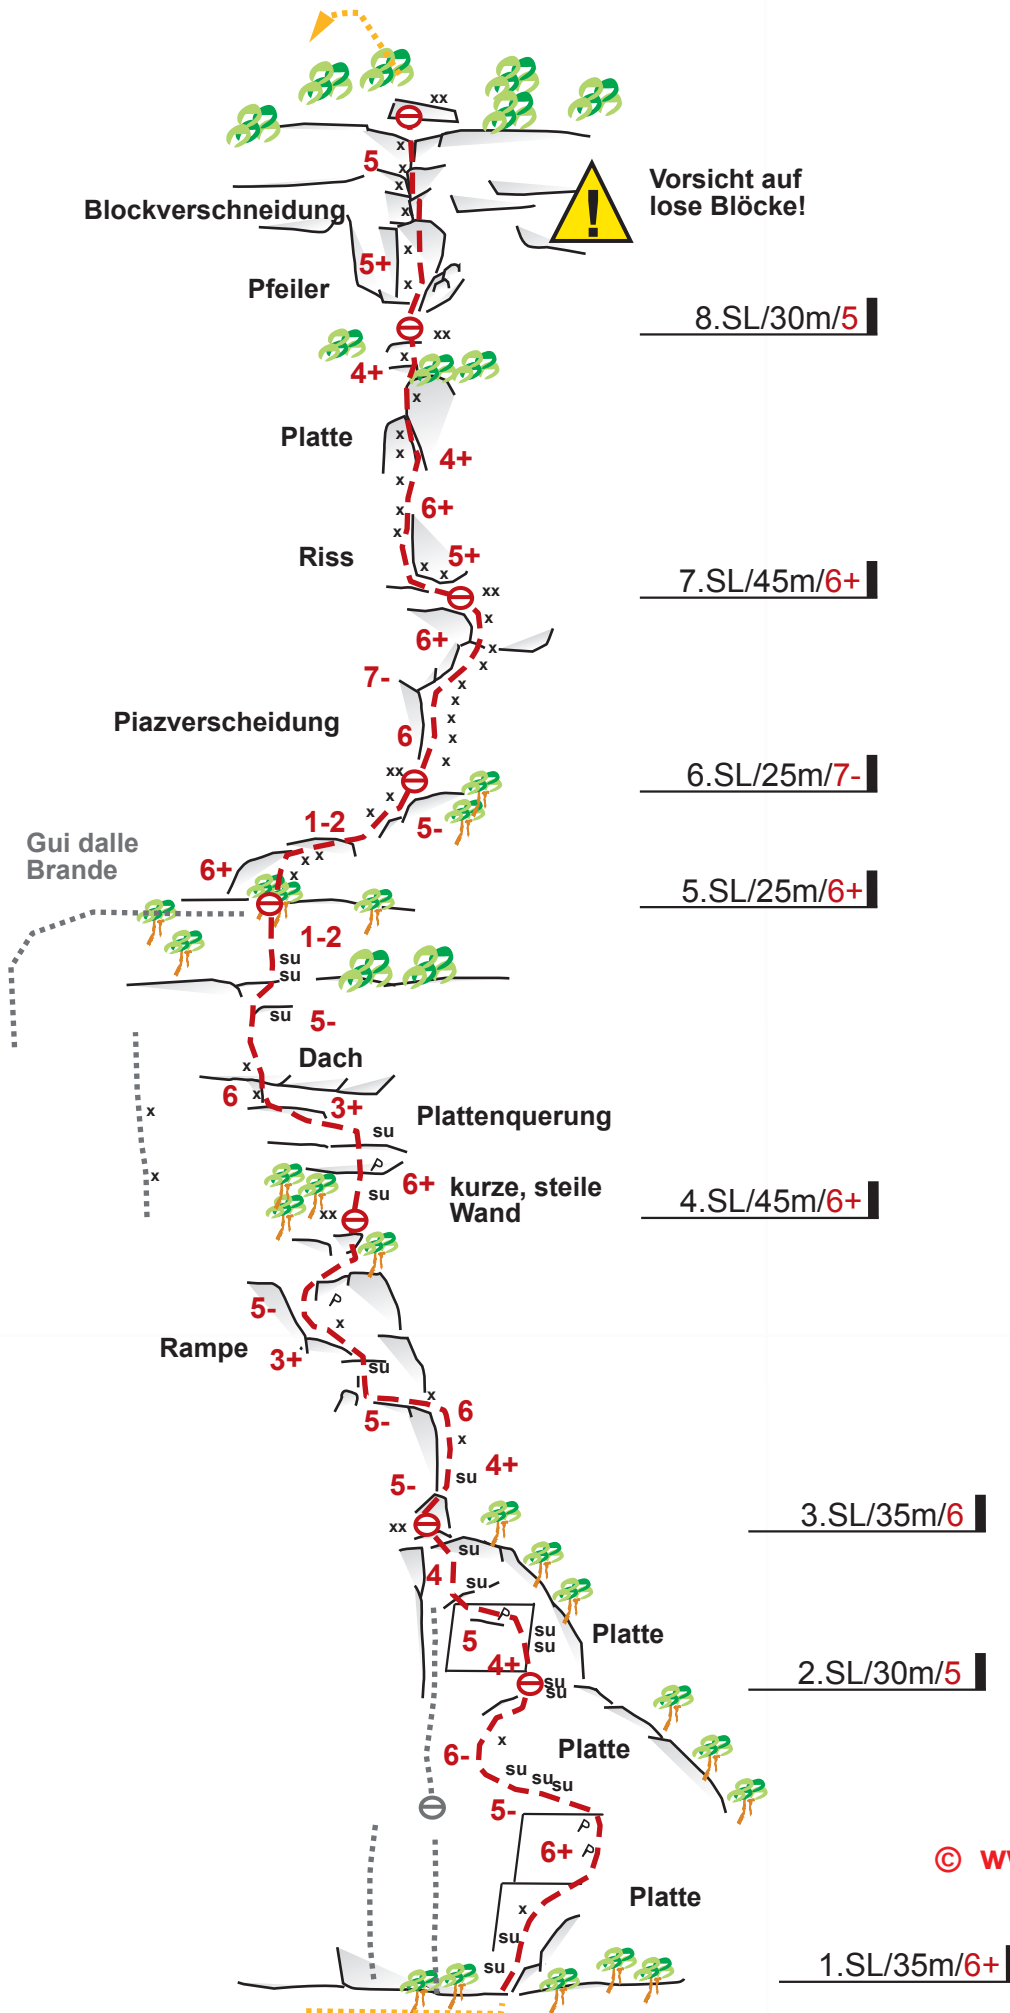 xx
x
5
x
x
Vorsicht auf
lose Blöcke!
Blockverschneidung
x
x
5+
Pfeiler
x
8.SL/30m/5
xx
x
4+
x
Platte
x
x
4+
x
6+
x
x
Riss
5+
x x
7.SL/45m/6+
xx
x
6+
x
x
7-
x
x
Piazverscheidung
x
6
x
x
xx
6.SL/25m/7-
x
x
1-2
5-
Gui dalle
Brande
x x
6+
x
5.SL/25m/6+
1-2
su
su
su
5-
Dach
x
6
x
3+
x
Plattenquerung
su
P
x
6+
kurze, steile
Wand
su
xx
4.SL/45m/6+
5-
P
x
Rampe
3+
su
x
5-
6
x
4+
su
5-
xx
3.SL/35m/6
su
4
su
P
su
su
Platte
5
4+
su
su
2.SL/30m/5
x
Platte
6-
su
su
su
5-
P
6+
P
© w
Platte
x
su
su
1.SL/35m/6+